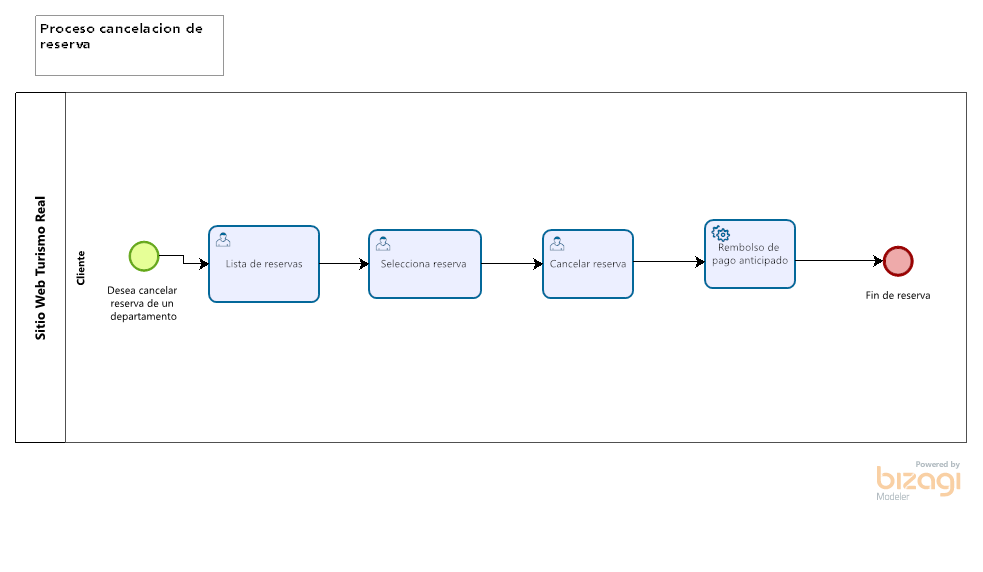 Proceso cancelacion de
reserva
Sitio Web Turismo Real
Cliente
Desea cancelar
reserva de un
departamento
Lista de reservas
Selecciona reserva
Cancelar reserva
Rembolso de
pago anticipado
Fin de reserva
Powered by
bizagi
Modeler